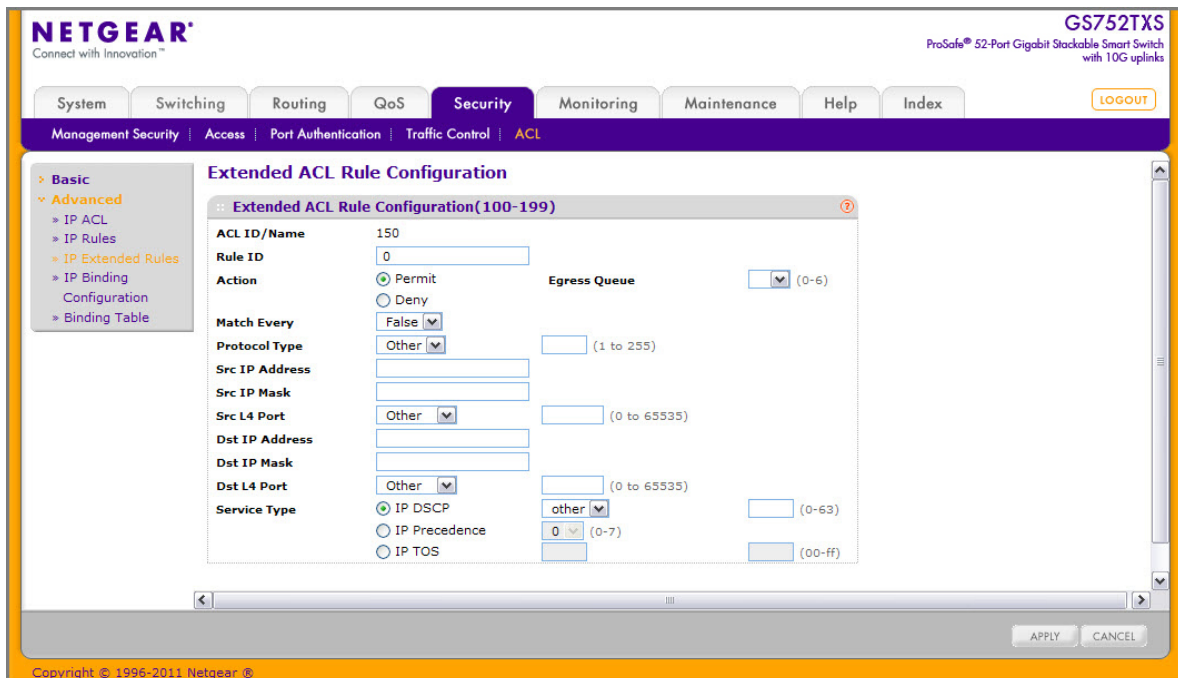 NETGEAR®
Connect with Innovation™
GS752TXS
ProSafe® 52-Port Gigabit Stackable Smart Switch
with 10G uplinks
System Switching Routing QoS Security Monitoring Maintenance Help Index LOGOUT
Management Security | Access | Port Authentication | Traffic Control | ACL
Basic
Advanced
» IP ACL
» IP Rules
» IP Extended Rules
» IP Binding
Configuration
» Binding Table
Extended ACL Rule Configuration
Extended ACL Rule Configuration(100-199) ?
ACL ID/Name 150
Rule ID 0
Action Permit Egress Queue (0-6)
Deny
Match Every False
Protocol Type Other (1 to 255)
Src IP Address
Src IP Mask
Src L4 Port Other (0 to 65535)
Dst IP Address
Dst IP Mask
Dst L4 Port Other (0 to 65535)
Service Type IP DSCP other (0-63)
IP Precedence 0 (0-7)
IP TOS (00-ff)
APPLY CANCEL
Copyright © 1996-2011 Netgear ®